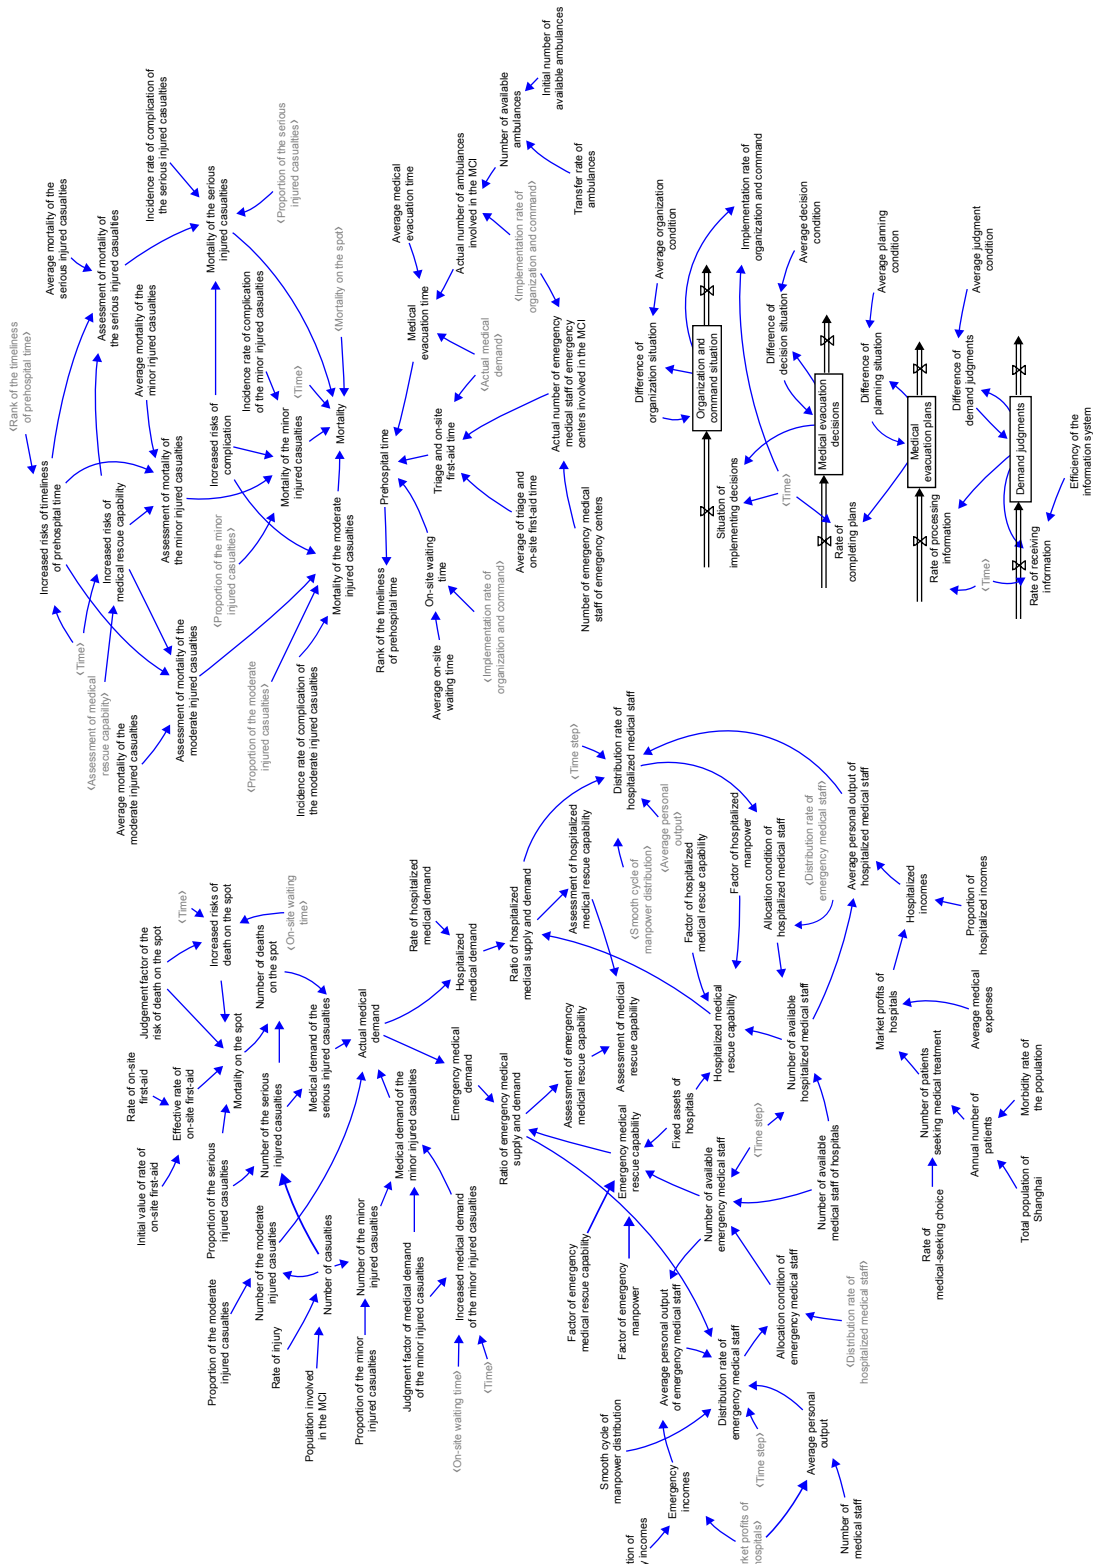 〈Rank of the timeliness
of prehospital time〉
Average mortality of the
serious injured casualties
Increased risks of timeliness
of prehospital time
Assessment of mortality of
the serious injured casualties
Incidence rate of complication of
the serious injured casualties
〈Time〉
Increased risks of
medical rescue capability
Average mortality of the
minor injured casualties
〈Assessment of medical
rescue capability〉
Average mortality of the
moderate injured casualties
Assessment of mortality of the
moderate injured casualties
Assessment of mortality of
the minor injured casualties
Increased risks of
complication
Mortality of the serious
injured casualties
〈Proportion of the serious
injured casualties〉
Incidence rate of complication
of the minor injured casualties
〈Proportion of the minor
injured casualties〉
Mortality of the minor
injured casualties
〈Time〉
〈Proportion of the moderate
injured casualties〉
Incidence rate of complication of
the moderate injured casualties
Mortality of the moderate
injured casualties
Mortality
〈Mortality on the spot〉
Rank of the timeliness
of prehospital time
Prehospital time
Medical
evacuation time
Average medical
evacuation time
Average on-site
waiting time
On-site waiting
time
〈Implementation rate of
organization and command〉
Triage and on-site
first-aid time
〈Actual medical
demand〉
Actual number of ambulances
involved in the MCI
Number of available
ambulances
Initial number of
available ambulances
Transfer rate of
ambulances
〈Implementation rate of
organization and command〉
Average of triage and
on-site first-aid time
Actual number of emergency
medical staff of emergency
centers involved in the MCI
Number of emergency medical
staff of emergency centers
Difference of
organization situation
Average organization
condition
Organization and
command situation
Situation of
implementing decisions
Implementation rate of
organization and command
Difference of
decision situation
Average decision
condition
Medical evacuation
decisions
〈Time〉
Rate of
completing plans
Difference of
planning situation
Average planning
condition
Medical
evacuation plans
Rate of processing
information
Difference of
demand judgments
Average judgment
condition
Demand judgments
〈Time〉
Rate of receiving
information
Efficiency of the
information system
Initial value of rate of
on-site first-aid
Rate of on-site
first-aid
Judgement factor of the
risk of death on the spot
〈Time〉
Effective rate of
on-site first-aid
Increased risks of
death on the spot
〈On-site waiting
time〉
Proportion of the serious
injured casualties
Mortality on the spot
Number of deaths
on the spot
Proportion of the moderate
injured casualties
Number of the moderate
injured casualties
Number of the serious
injured casualties
Medical demand of the
serious injured casualties
Rate of injury
Number of casualties
Population involved
in the MCI
Number of the minor
injured casualties
Proportion of the minor
injured casualties
Actual medical
demand
Medical demand of the
minor injured casualties
Judgment factor of medical demand
of the minor injured casualties
Increased medical demand
of the minor injured casualties
〈On-site waiting time〉
〈Time〉
Rate of hospitalized
medical demand
Hospitalized
medical demand
Emergency medical
demand
Ratio of emergency medical
supply and demand
Ratio of hospitalized
medical supply and demand
〈Time step〉
Distribution rate of
hospitalized medical staff
Assessment of hospitalized
medical rescue capability
Assessment of emergency
medical rescue capability
Assessment of medical
rescue capability
〈Smooth cycle of
manpower distribution〉
〈Average personal
output〉
Factor of hospitalized
medical rescue capability
Factor of hospitalized
manpower
Fixed assets of
hospitals
Emergency medical
rescue capability
Hospitalized medical
rescue capability
Allocation condition of
hospitalized medical staff
〈Distribution rate of
emergency medical staff〉
Factor of emergency
medical rescue capability
Factor of emergency
manpower
Number of available
emergency medical staff
〈Time step〉
Number of available
hospitalized medical staff
Number of available
medical staff of hospitals
Average personal output of
hospitalized medical staff
Smooth cycle of
manpower distribution
Average personal output
of emergency medical staff
Distribution rate of
emergency medical staff
Allocation condition of
emergency medical staff
〈Distribution rate of
hospitalized medical staff〉
Emergency
incomes
tion of
y incomes
rket profits of
ospitals〉
〈Time step〉
Average personal
output
Number of
medical staff
Market profits of
hospitals
Hospitalized
incomes
Proportion of
hospitalized incomes
Average medical
expenses
Number of patients
seeking medical treatment
Rate of
medical-seeking choice
Annual number of
patients
Morbidity rate of
the population
Total population of
Shanghai